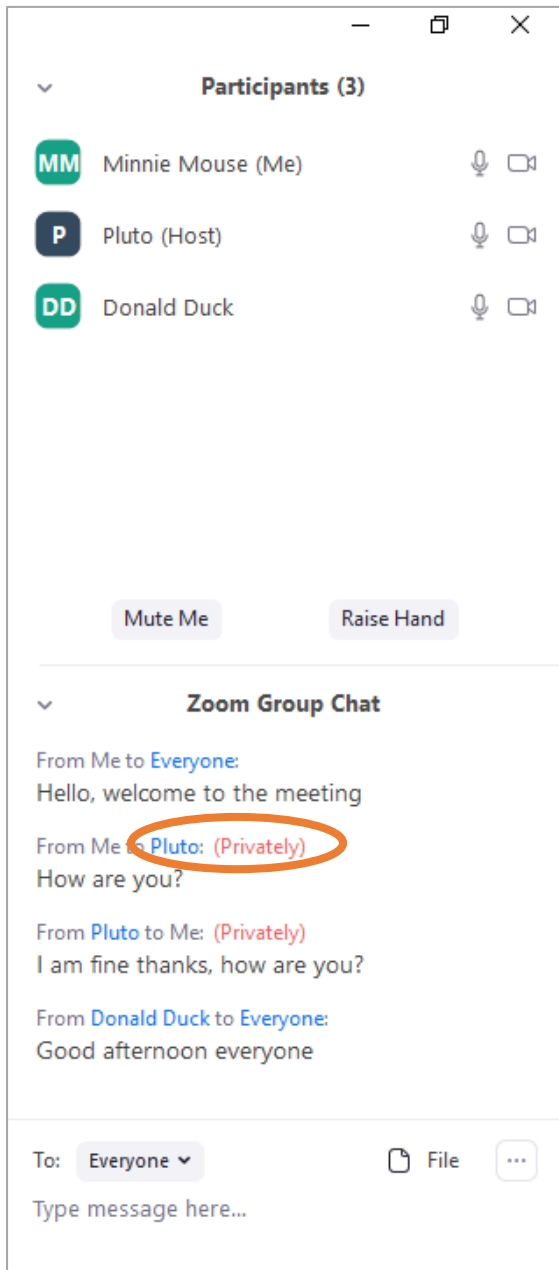 Participants (3)
MM Minnie Mouse (Me)
P Pluto (Host)
DD Donald Duck
Mute Me Raise Hand
Zoom Group Chat
From Me to Everyone:
Hello, welcome to the meeting
From Me to Pluto: (Privately)
How are you?
From Pluto to Me: (Privately)
I am fine thanks, how are you?
From Donald Duck to Everyone:
Good afternoon everyone
To: Everyone File ...
Type message here...